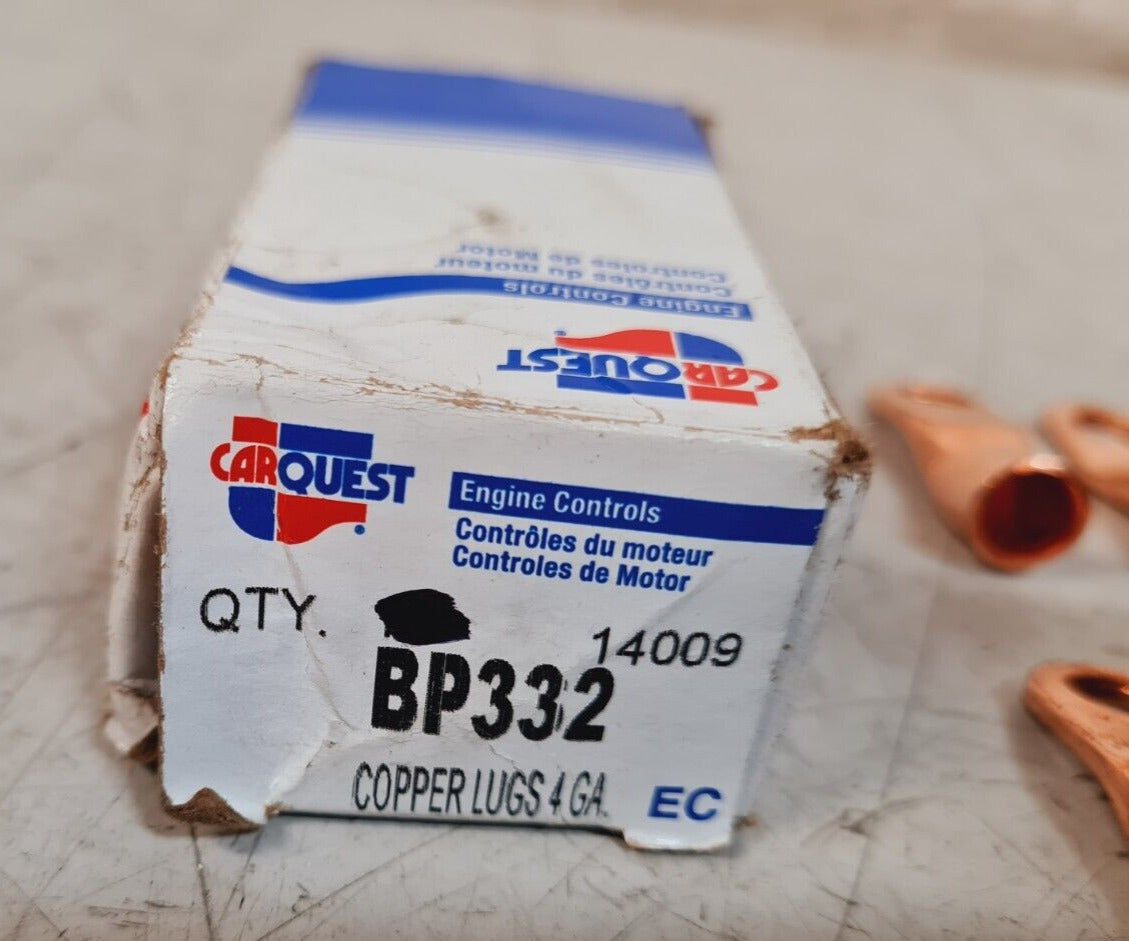 Controles de Motor
Contrôles du moteur
Engine Controls
CARQUEST
CARQUEST
Engine Controls
Contrôles du moteur
Controles de Motor
QTY.
14009
BP332
COPPER LUGS 4 GA.
EC